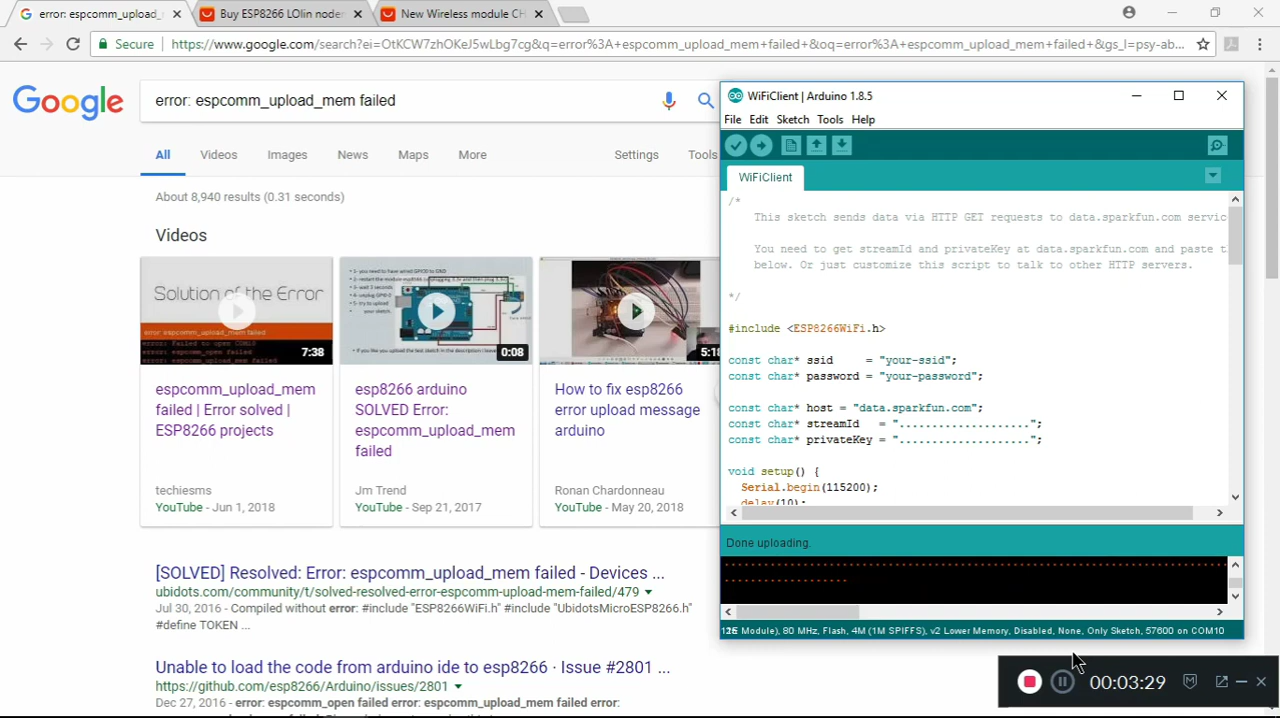 error: espcomm_upload_
Buy ESP8266 LOlin node
New Wireless module CH
Secure
https://www.google.com/search?ei=OtKCW7zhOKeJ5wLbg7cg&q=error%3A+espcomm_upload_mem+failed+&oq=error%3A+espcomm_upload_mem+failed+&gs_l=psy-ab...
Google
error: espcomm_upload_mem failed
All Videos Images News Maps More Settings Tools
About 8,940 results (0.31 seconds)
Videos
Solution of the Error
error: espcomm_upload_mem failed
7:38
0:08
5:18
espcomm_upload_mem
failed | Error solved |
ESP8266 projects
techiesms
YouTube - Jun 1, 2018
esp8266 arduino
SOLVED Error:
espcomm_upload_mem
failed
Jm Trend
YouTube - Sep 21, 2017
How to fix esp8266
error upload message
arduino
Ronan Chardonneau
YouTube - May 20, 2018
[SOLVED] Resolved: Error: espcomm_upload_mem failed - Devices ...
ubidots.com/community/t/solved-resolved-error-espcomm-upload-mem-failed/479
Jul 30, 2016 - Compiled without error: #include "ESP8266WiFi.h" #include "UbidotsMicroESP8266.h"
#define TOKEN ...
Unable to load the code from arduino ide to esp8266 · Issue #2801 ...
https://github.com/esp8266/Arduino/issues/2801
Dec 27, 2016 - error: espcomm_open failed error: espcomm_upload_mem failed error:
WiFiClient | Arduino 1.8.5
File Edit Sketch Tools Help
WiFiClient
/*
This sketch sends data via HTTP GET requests to data.sparkfun.com servic
You need to get streamId and privateKey at data.sparkfun.com and paste t
below. Or just customize this script to talk to other HTTP servers.
*/
#include <ESP8266WiFi.h>
const char* ssid     = "your-ssid";
const char* password = "your-password";
const char* host = "data.sparkfun.com";
const char* streamId   = "....................";
const char* privateKey = "....................";
void setup() {
Serial.begin(115200);
delay(10);
Done uploading.
Module), 80 MHz, Flash, 4M (1M SPIFFS), v2 Lower Memory, Disabled, None, Only Sketch, 57600 on COM10
00:03:29